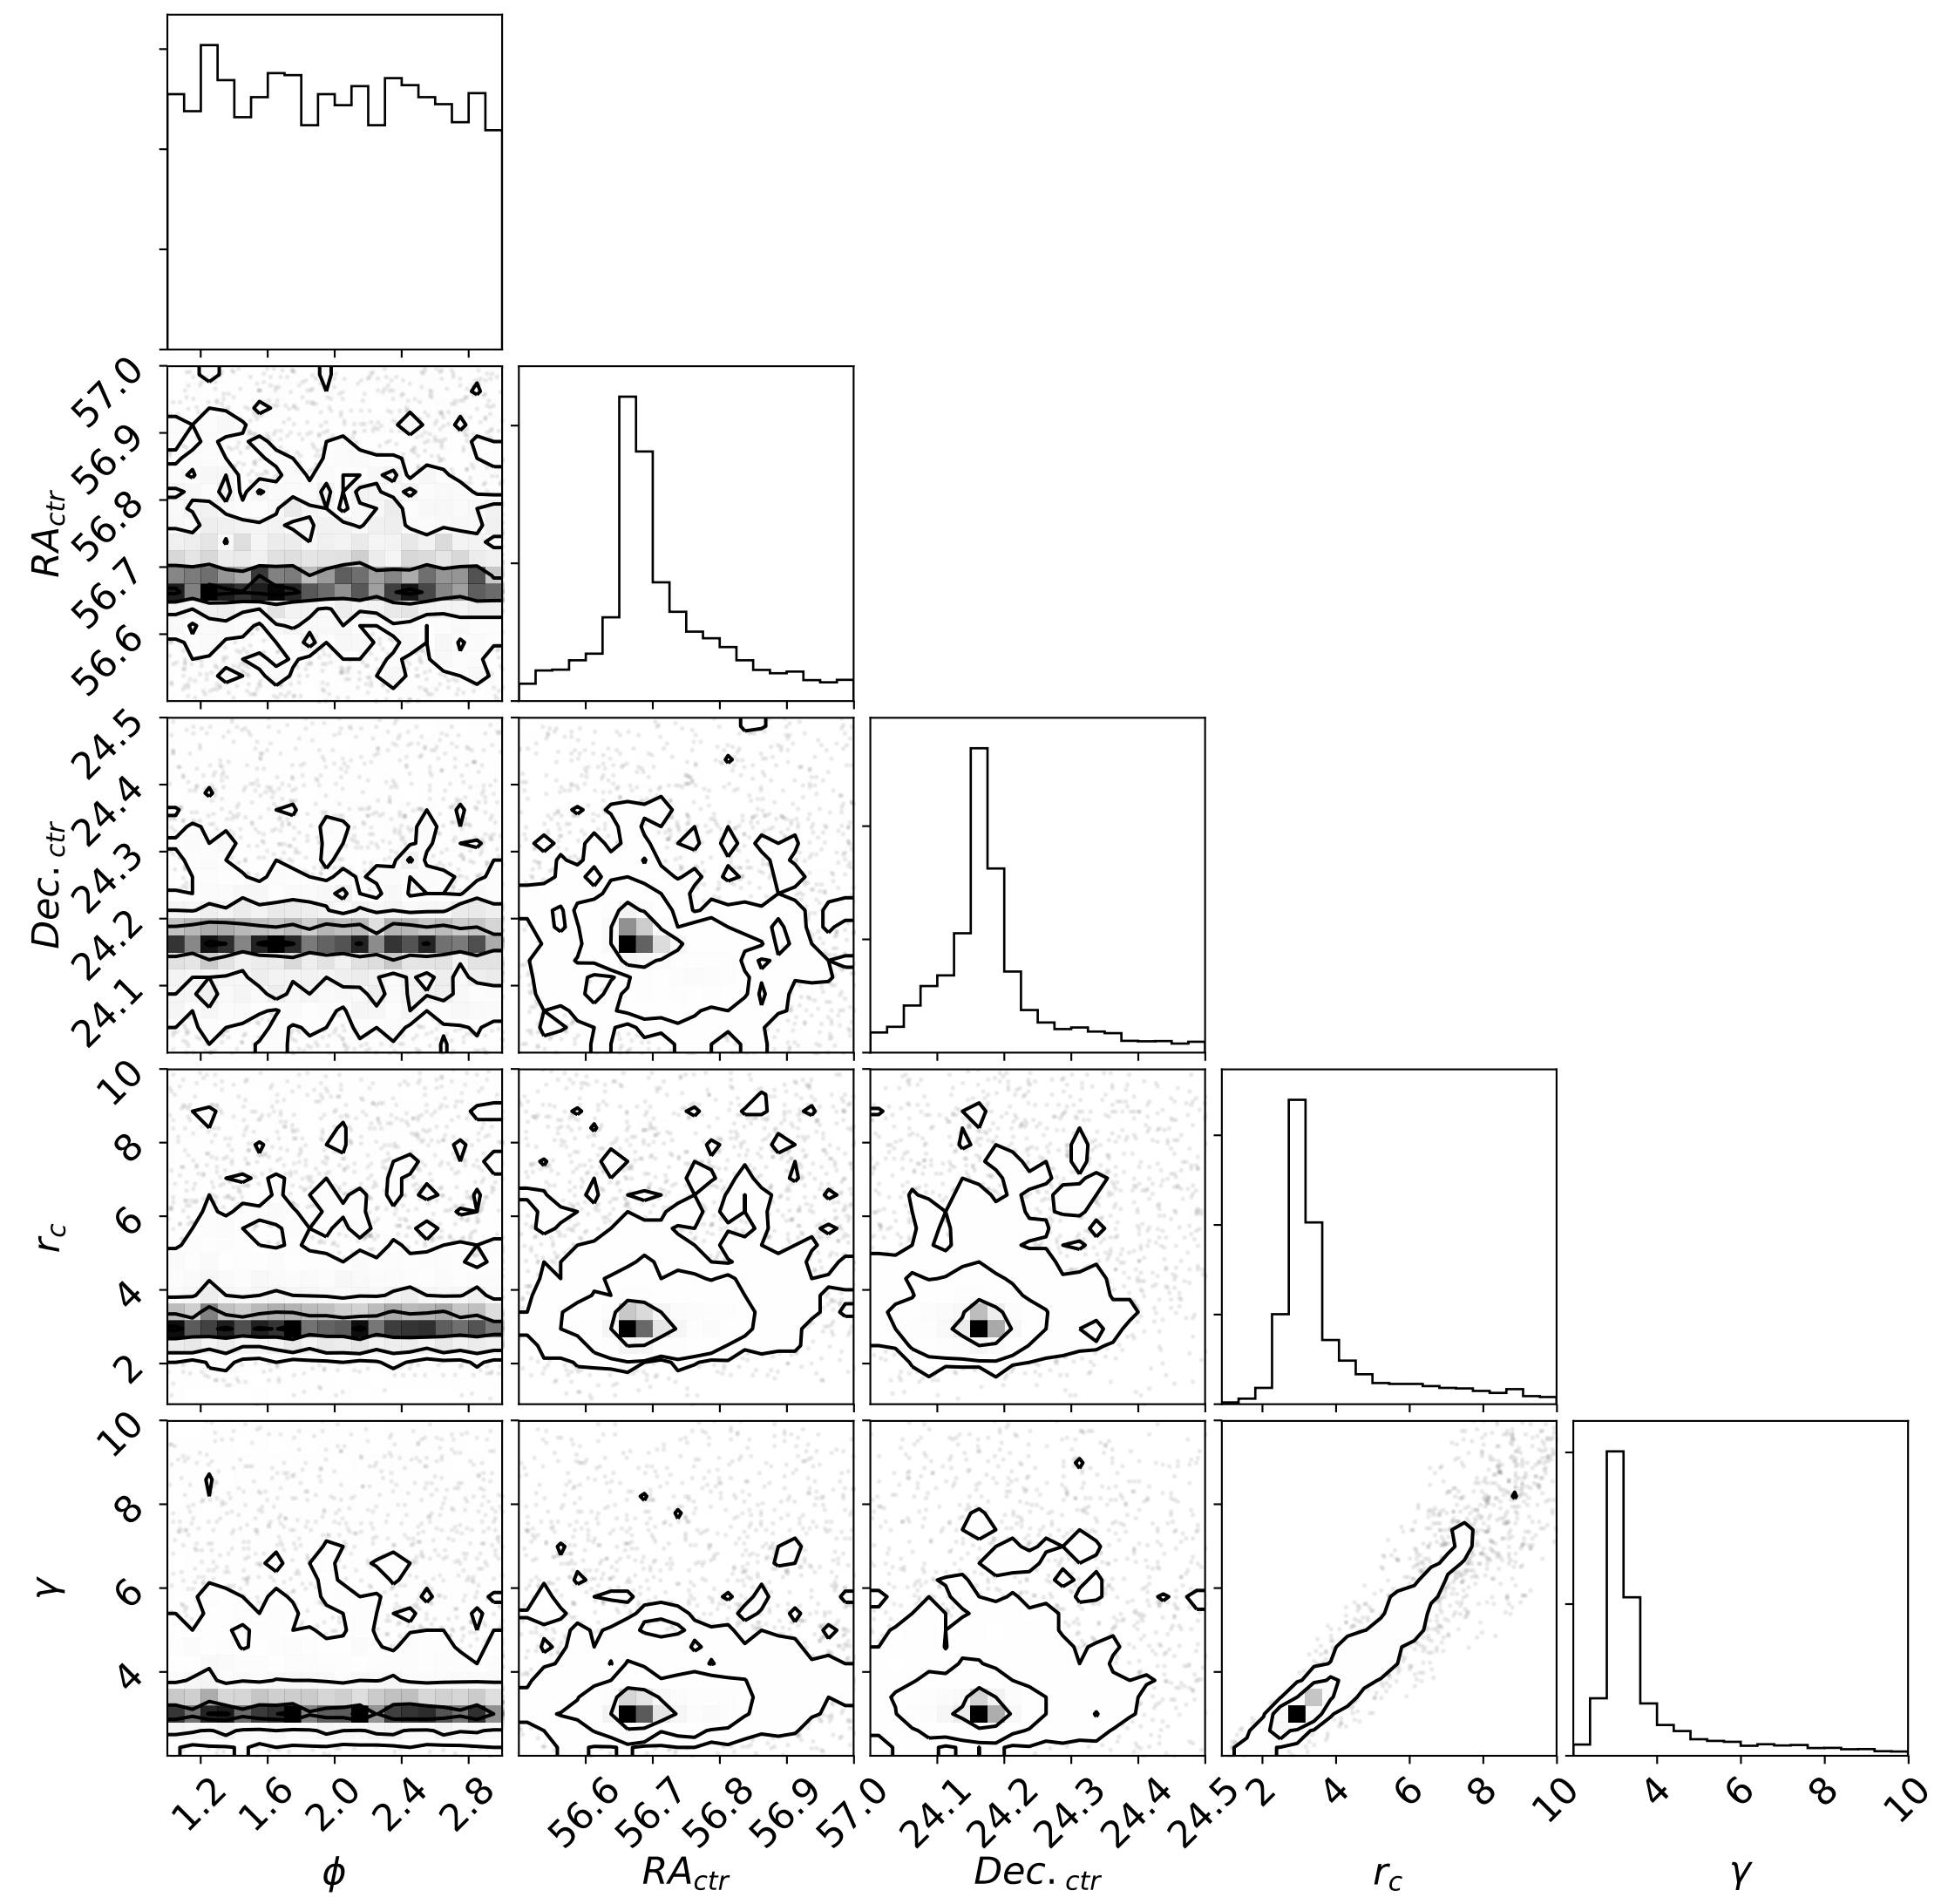 57.0
56.9
56.8
56.7
56.6
RA_ctr
24.5
24.4
24.3
24.2
24.1
Dec._ctr
10
8
6
4
2
r_c
10
8
6
4
γ
1.2 1.6 2.0 2.4 2.8
56.6 56.7 56.8 56.9 57.0
24.1 24.2 24.3 24.4 24.5
2 4 6 8 10
4 6 8 10
ϕ RA_ctr Dec._ctr r_c γ